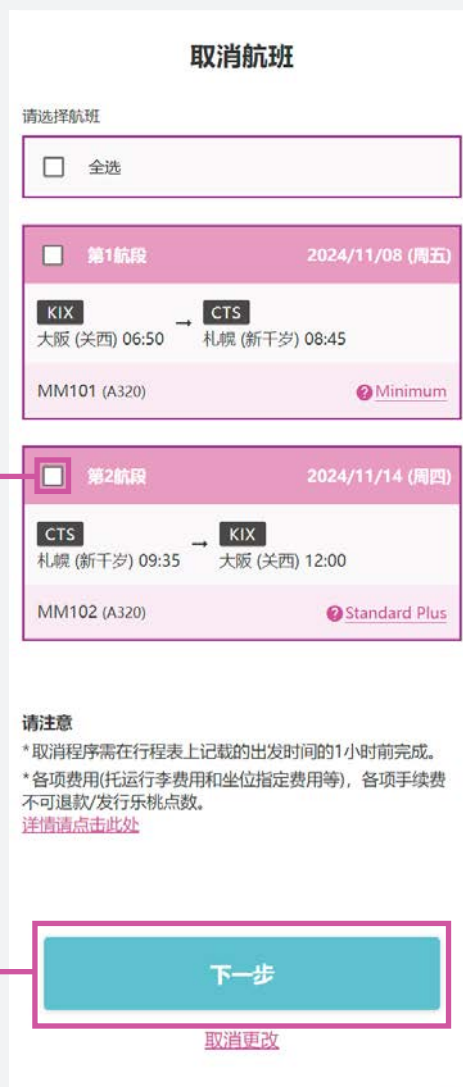 取消航班
请选择航班
全选
第1航段 2024/11/08 (周五)
KIX → CTS
大阪 (关西) 06:50 札幌 (新千岁) 08:45
MM101 (A320) ? Minimum
第2航段 2024/11/14 (周四)
CTS → KIX
札幌 (新千岁) 09:35 大阪 (关西) 12:00
MM102 (A320) ? Standard Plus
请注意
*取消程序需在行程表上记载的出发时间的1小时前完成。
*各项费用(托运行李费用和坐位指定费用等)，各项手续费
不可退款/发行乐桃点数。
详情请点击此处
下一步
取消更改